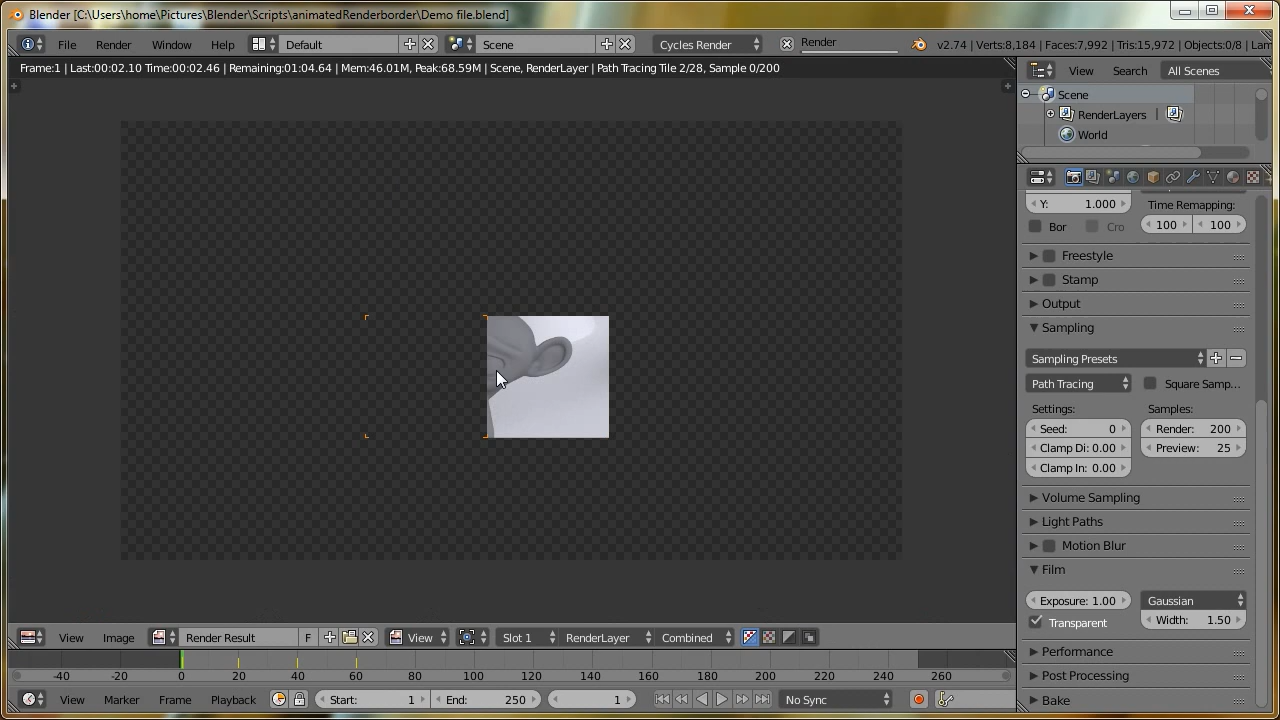 Blender [C:\Users\home\Pictures\Blender\Scripts\animatedRenderborder\Demo file.blend]
File Render Window Help Default Scene Cycles Render Render v2.74 | Verts:8,184 | Faces:7,992 | Tris:15,972 | Objects:0/8 | Lam
Frame:1 | Last:00:02.10 Time:00:02.46 | Remaining:01:04.64 | Mem:46.01M, Peak:68.59M | Scene, RenderLayer | Path Tracing Tile 2/28, Sample 0/200
View Search All Scenes
Scene
RenderLayers
World
Y: 1.000
Time Remapping:
Bor Cro 100 100
Freestyle
Stamp
Output
Sampling
Sampling Presets
Path Tracing Square Samp...
Settings: Samples:
Seed: 0 Render: 200
Clamp Di: 0.00 Preview: 25
Clamp In: 0.00
Volume Sampling
Light Paths
Motion Blur
Film
Exposure: 1.00 Gaussian
Transparent Width: 1.50
Performance
Post Processing
Bake
View Image Render Result F View Slot 1 RenderLayer Combined
-40 -20 0 20 40 60 80 100 120 140 160 180 200 220 240 260
View Marker Frame Playback Start: 1 End: 250 1 No Sync